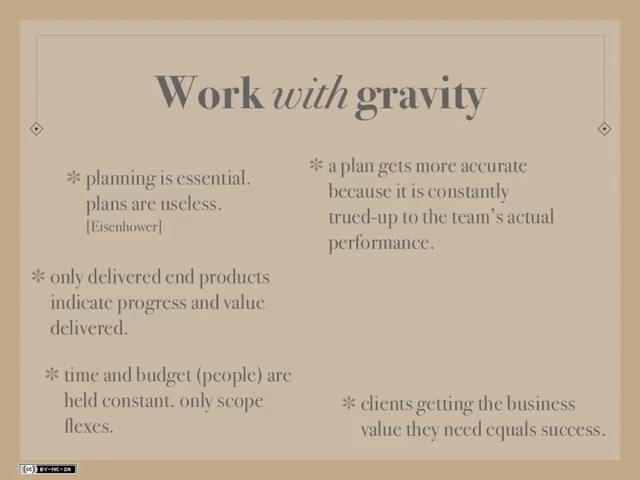 Work with gravity
* planning is essential.
plans are useless.
[Eisenhower]
* a plan gets more accurate
because it is constantly
trued-up to the team's actual
performance.
* only delivered end products
indicate progress and value
delivered.
* time and budget (people) are
held constant. only scope
flexes.
* clients getting the business
value they need equals success.
(cc) BY-NC-SA